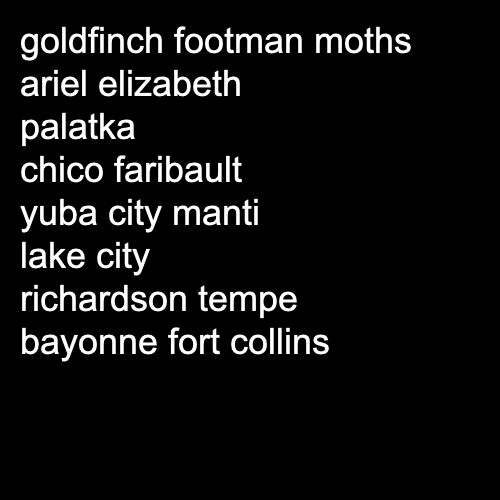 goldfinch footman moths
ariel elizabeth
palatka
chico faribault
yuba city manti
lake city
richardson tempe
bayonne fort collins